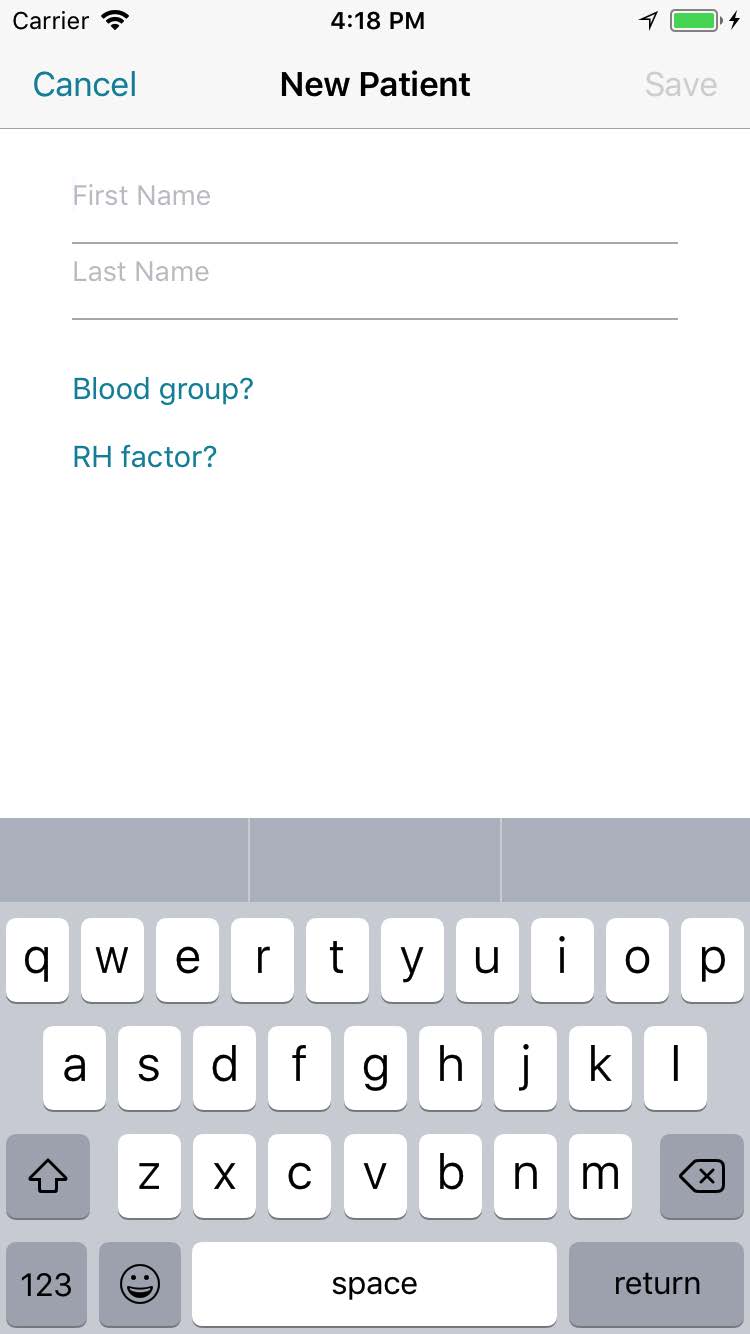 Carrier 4:18 PM
Cancel New Patient Save
First Name
Last Name
Blood group?
RH factor?
q w e r t y u i o p
a s d f g h j k l
z x c v b n m
123 space return